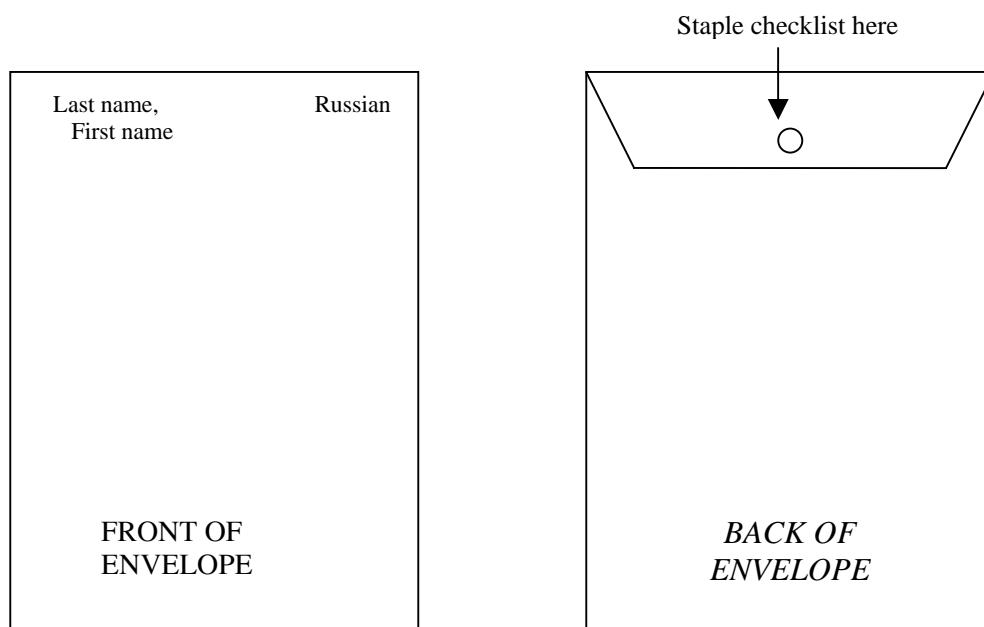 Staple checklist here
Last name,
First name
Russian
FRONT OF
ENVELOPE
BACK OF
ENVELOPE